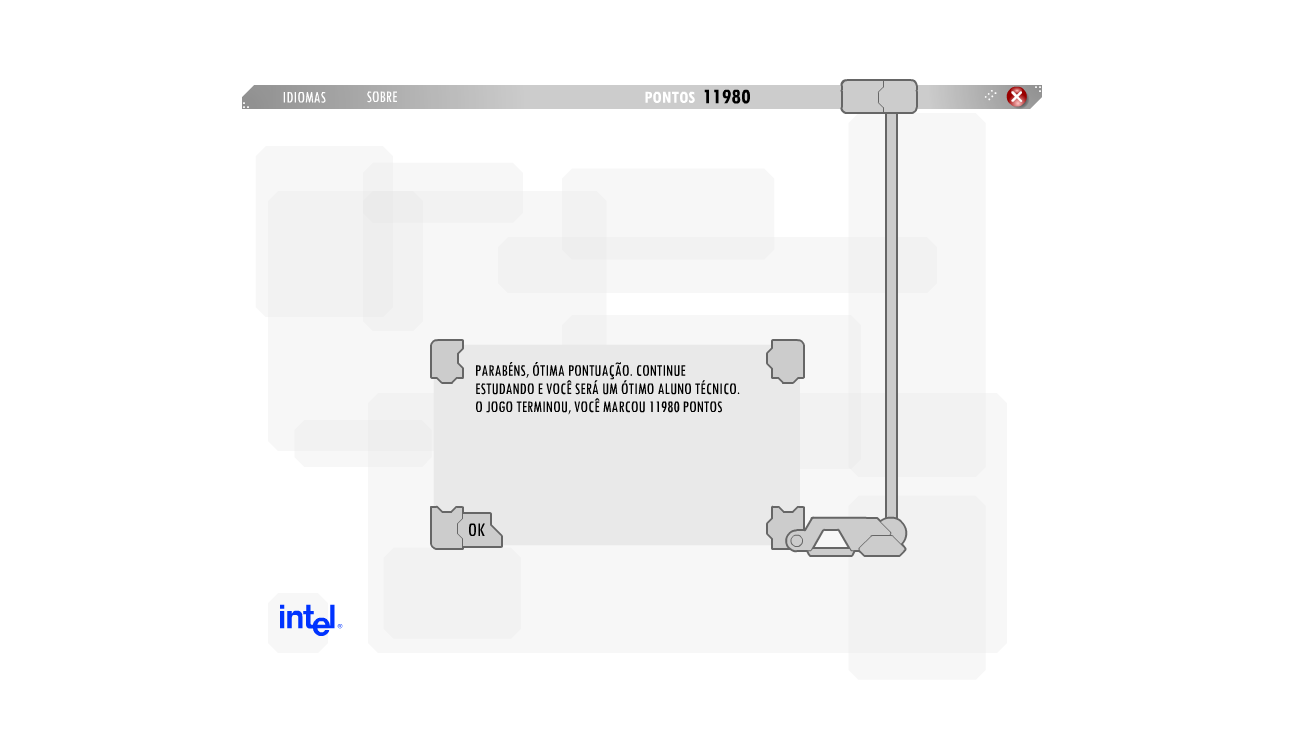 IDIOMAS SOBRE PONTOS 11980
PARABÉNS, ÓTIMA PONTUAÇÃO. CONTINUE
ESTUDANDO E VOCÊ SERÁ UM ÓTIMO ALUNO TÉCNICO.
O JOGO TERMINOU, VOCÊ MARCOU 11980 PONTOS
OK
intel®